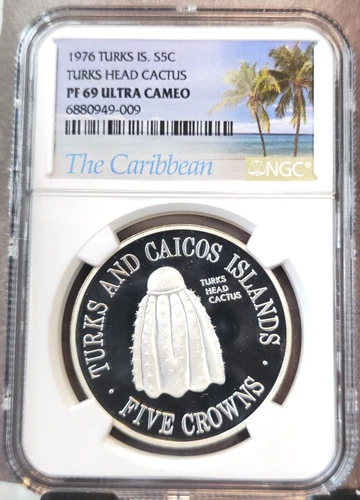 1976 TURKS IS. S5C
TURKS HEAD CACTUS
PF 69 ULTRA CAMEO
6880949-009
The Caribbean
NGC®
TURKS AND CAICOS ISLANDS
TURKS
HEAD
CACTUS
· FIVE CROWNS ·